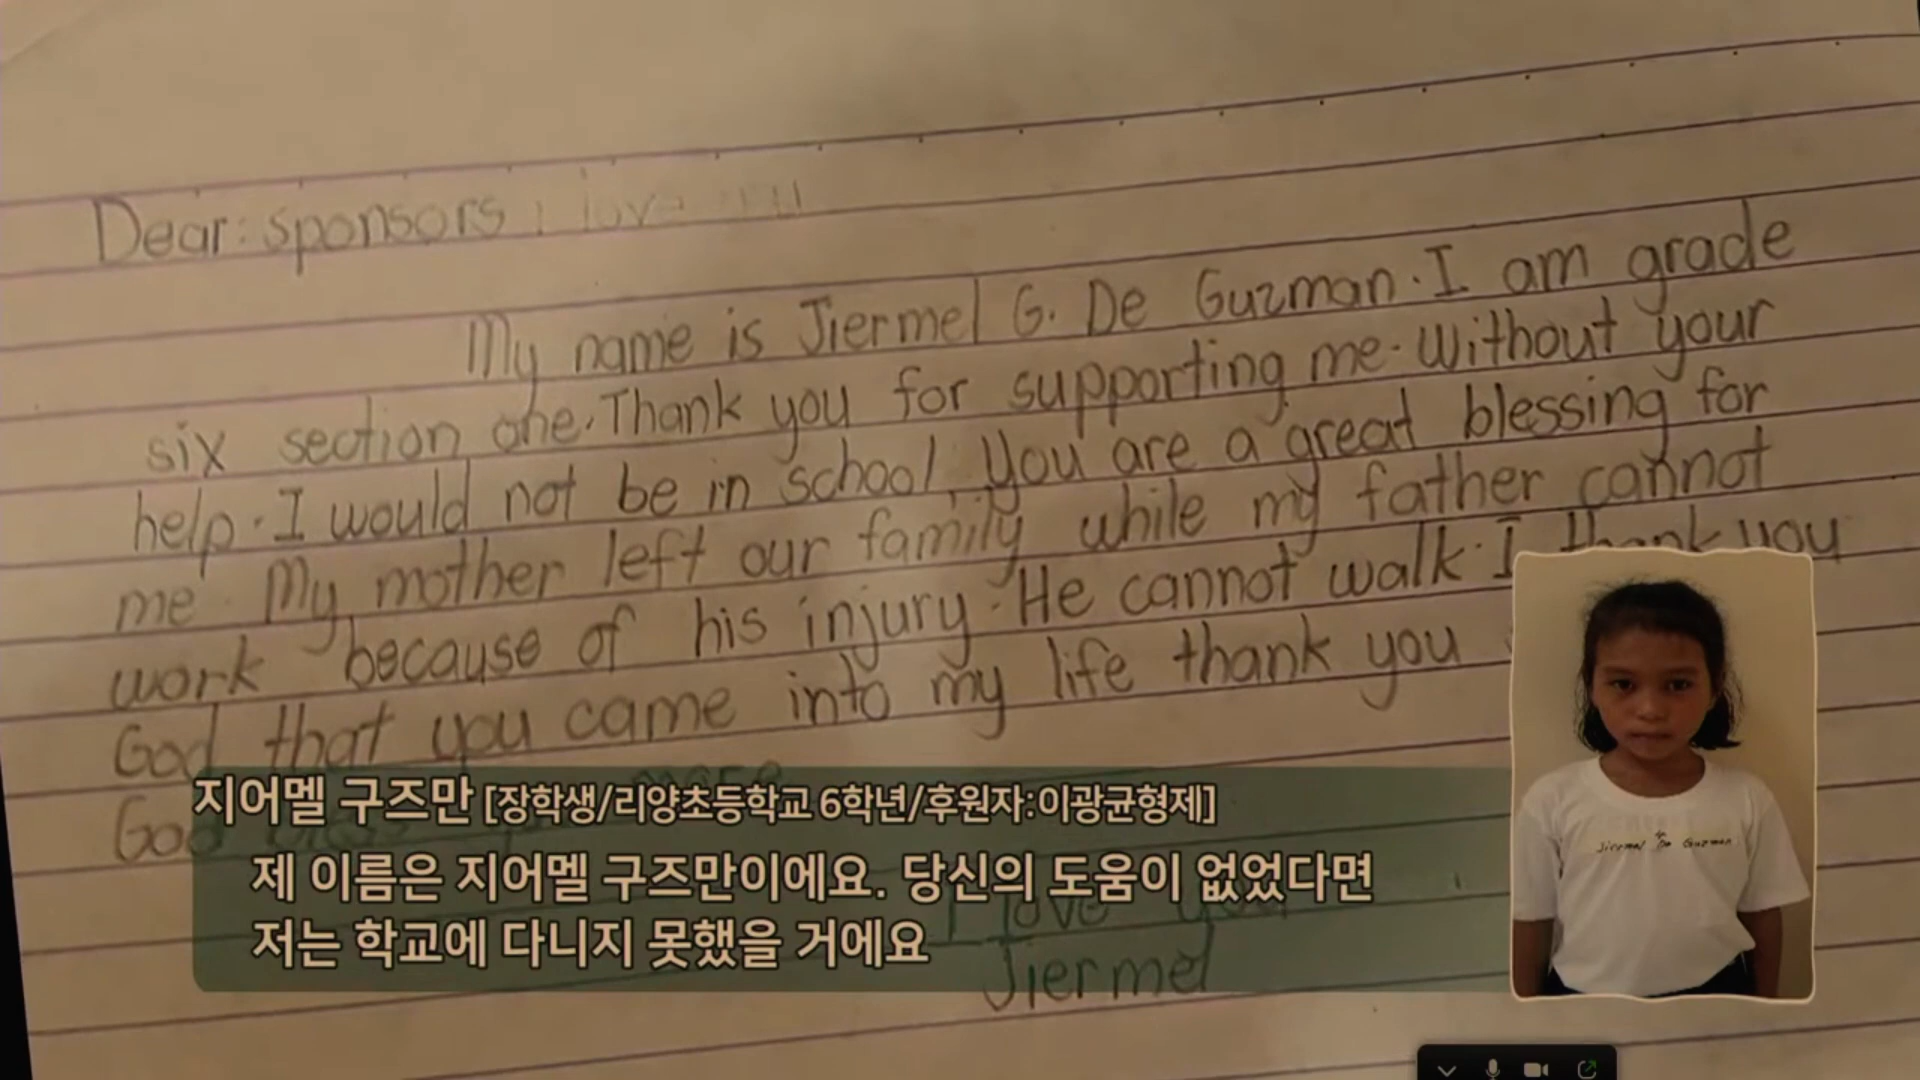 Dear: sponsors I love
My name is Jiermel G. De Guzman. I am grade
six section one. Thank you for supporting me. Without your
help. I would not be in school. You are a great blessing for
me. My mother left our family while my father cannot
work because of his injury. He cannot walk. I thank you
God that you came into my life thank you
God bless
지어멜 구즈만 [장학생/리양초등학교 6학년/후원자:이광균형제]
제 이름은 지어멜 구즈만이에요. 당신의 도움이 없었다면
저는 학교에 다니지 못했을 거에요
I love you
Jiermel
Jiermel De Guzman